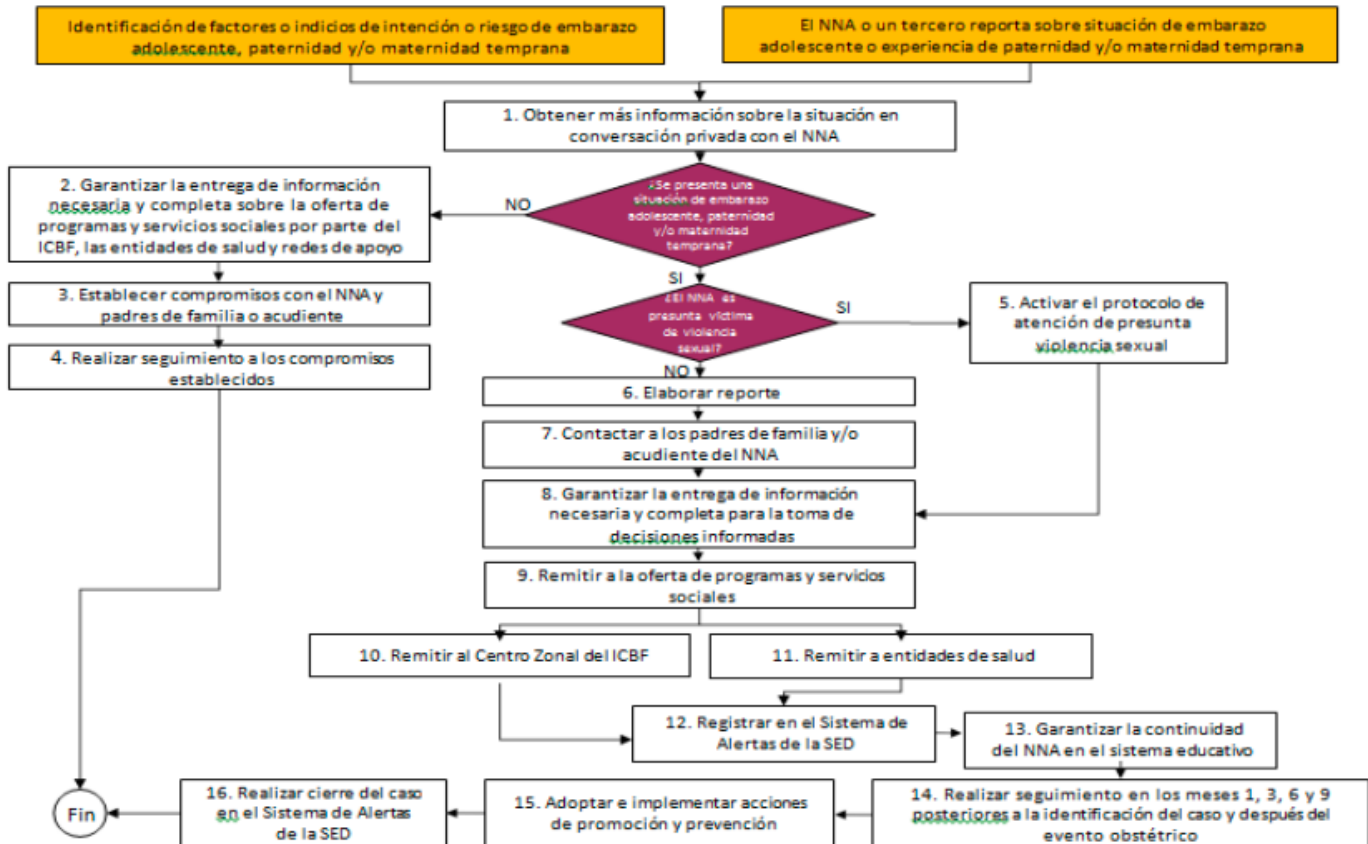 Identificación de factores o indicios de intención o riesgo de embarazo
adolescente, paternidad y/o maternidad temprana
El NNA o un tercero reporta sobre situación de embarazo
adolescente o experiencia de paternidad y/o maternidad temprana
1. Obtener más información sobre la situación en
conversación privada con el NNA
¿Se presenta una
situación de embarazo
adolescente, paternidad
y/o maternidad
temprana?
NO
2. Garantizar la entrega de información
necesaria y completa sobre la oferta de
programas y servicios sociales por parte del
ICBF, las entidades de salud y redes de apoyo
3. Establecer compromisos con el NNA y
padres de familia o acudiente
4. Realizar seguimiento a los compromisos
establecidos
SI
¿El NNA es
presunta víctima
de violencia
sexual?
SI
5. Activar el protocolo de
atención de presunta
violencia sexual
NO
6. Elaborar reporte
7. Contactar a los padres de familia y/o
acudiente del NNA
8. Garantizar la entrega de información
necesaria y completa para la toma de
decisiones informadas
9. Remitir a la oferta de programas y servicios
sociales
10. Remitir al Centro Zonal del ICBF
11. Remitir a entidades de salud
12. Registrar en el Sistema de
Alertas de la SED
13. Garantizar la continuidad
del NNA en el sistema educativo
14. Realizar seguimiento en los meses 1, 3, 6 y 9
posteriores a la identificación del caso y después del
evento obstétrico
15. Adoptar e implementar acciones
de promoción y prevención
16. Realizar cierre del caso
en el Sistema de Alertas
de la SED
Fin